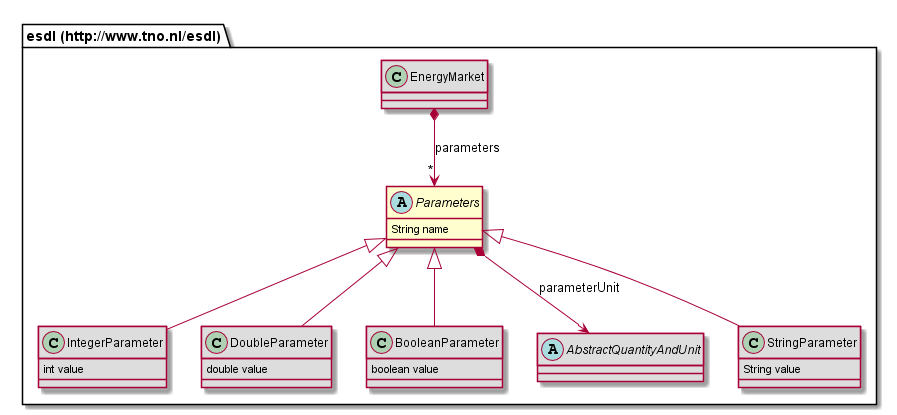 esdl (http://www.tno.nl/esdl)
C EnergyMarket
parameters
*
A Parameters
String name
parameterUnit
C IntegerParameter
int value
C DoubleParameter
double value
C BooleanParameter
boolean value
A AbstractQuantityAndUnit
C StringParameter
String value